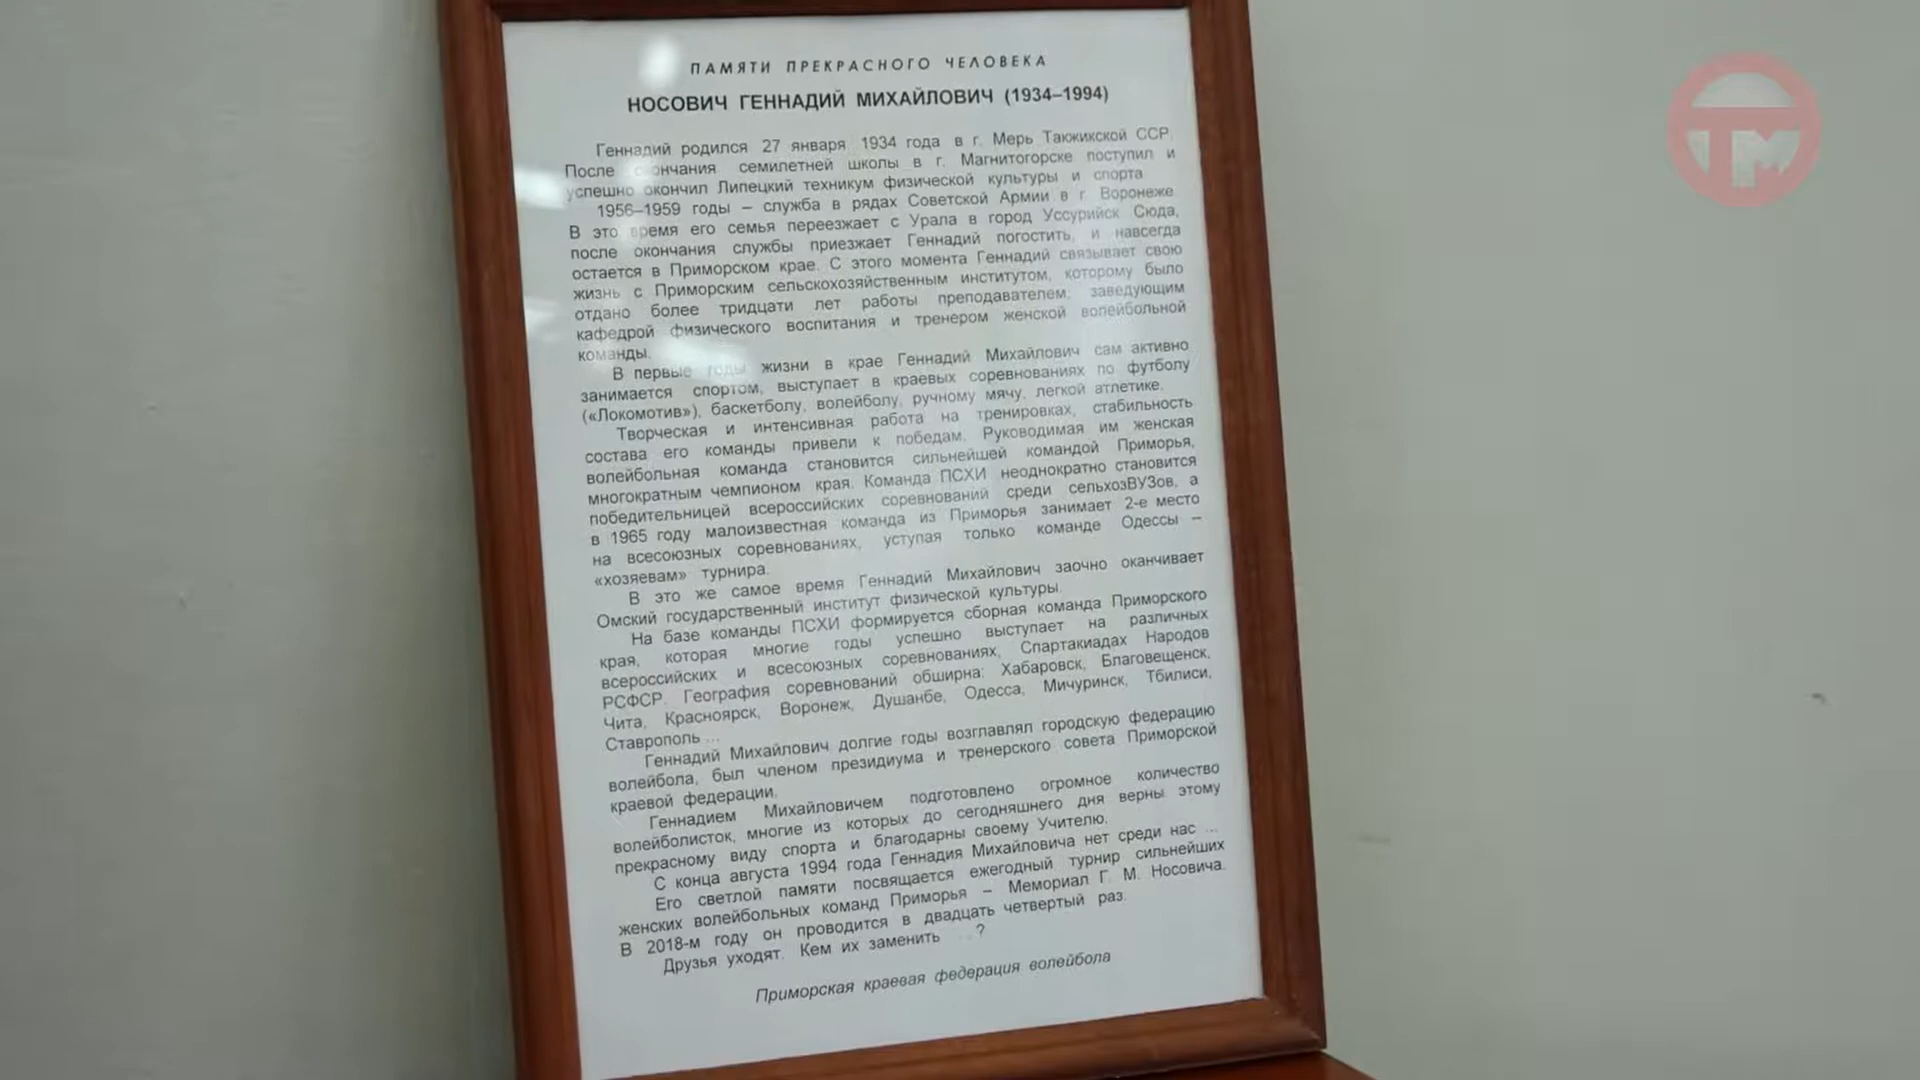 ПАМЯТИ ПРЕКРАСНОГО ЧЕЛОВЕКА
НОСОВИЧ ГЕННАДИЙ МИХАЙЛОВИЧ (1934–1994)
Геннадий родился 27 января 1934 года в г. Мерь Такжикской ССР.
После окончания семилетней школы в г. Магнитогорске поступил и
успешно окончил Липецкий техникум физической культуры и спорта
1956–1959 годы – служба в рядах Советской Армии в г. Воронеже.
В это время его семья переезжает с Урала в город Уссурийск. Сюда,
после окончания службы приезжает Геннадий погостить, и навсегда
остается в Приморском крае. С этого момента Геннадий связывает свою
жизнь с Приморским сельскохозяйственным институтом, которому было
отдано более тридцати лет работы преподавателем, заведующим
кафедрой физического воспитания и тренером женской волейбольной
команды.
В первые годы жизни в крае Геннадий Михайлович сам активно
занимается спортом, выступает в краевых соревнованиях по футболу
(«Локомотив»), баскетболу, волейболу, ручному мячу, легкой атлетике.
Творческая и интенсивная работа на тренировках, стабильность
состава его команды привели к победам. Руководимая им женская
волейбольная команда становится сильнейшей командой Приморья,
многократным чемпионом края. Команда ПСХИ неоднократно становится
победительницей всероссийских соревнований среди сельхозВУЗов, а
в 1965 году малоизвестная команда из Приморья занимает 2-е место
на всесоюзных соревнованиях, уступая только команде Одессы –
«хозяевам» турнира.
В это же самое время Геннадий Михайлович заочно оканчивает
Омский государственный институт физической культуры.
На базе команды ПСХИ формируется сборная команда Приморского
края, которая многие годы успешно выступает на различных
всероссийских и всесоюзных соревнованиях, Спартакиадах Народов
РСФСР. География соревнований обширна: Хабаровск, Благовещенск,
Чита, Красноярск, Воронеж, Душанбе, Одесса, Мичуринск, Тбилиси,
Ставрополь ...
Геннадий Михайлович долгие годы возглавлял городскую федерацию
волейбола, был членом президиума и тренерского совета Приморской
краевой федерации.
Геннадием Михайловичем подготовлено огромное количество
волейболисток, многие из которых до сегодняшнего дня верны этому
прекрасному виду спорта и благодарны своему Учителю.
С конца августа 1994 года Геннадия Михайловича нет среди нас ...
Его светлой памяти посвящается ежегодный турнир сильнейших
женских волейбольных команд Приморья – Мемориал Г. М. Носовича.
В 2018-м году он проводится в двадцать четвертый раз.
Друзья уходят. Кем их заменить ...?
Приморская краевая федерация волейбола
ТМ